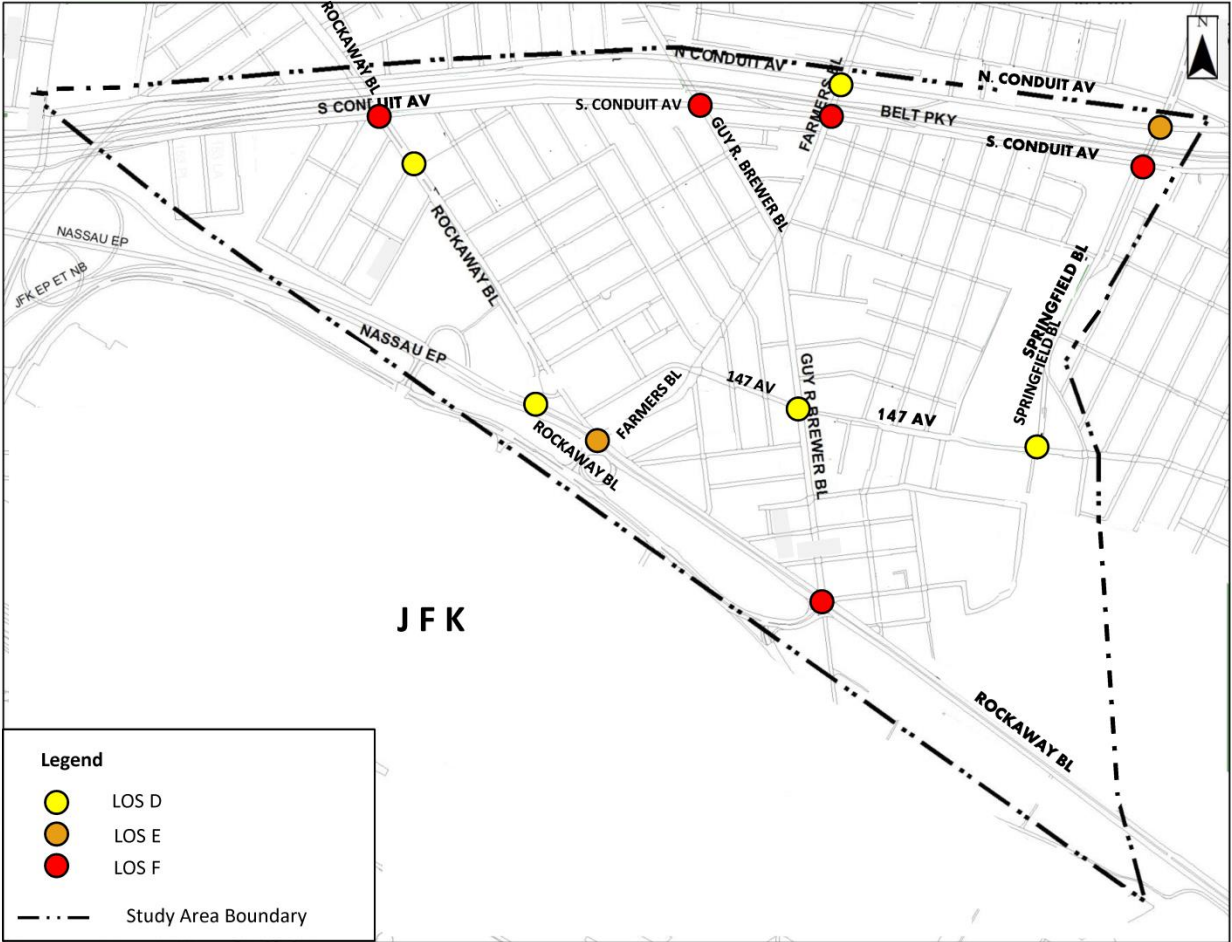 N
ROCKAWAY BL
N CONDUIT AV
N. CONDUIT AV
S CONDUIT AV
S. CONDUIT AV
FARMERS BL
BELT PKY
S. CONDUIT AV
GUY R. BREWER BL
ROCKAWAY BL
NASSAU EP
JFK EP ET NB
NASSAU EP
SPRINGFIELD BL
SPRINGFIELD BL
147 AV
GUY R BREWER BL
147 AV
FARMERS BL
ROCKAWAY BL
JFK
ROCKAWAY BL
Legend
LOS D
LOS E
LOS F
Study Area Boundary